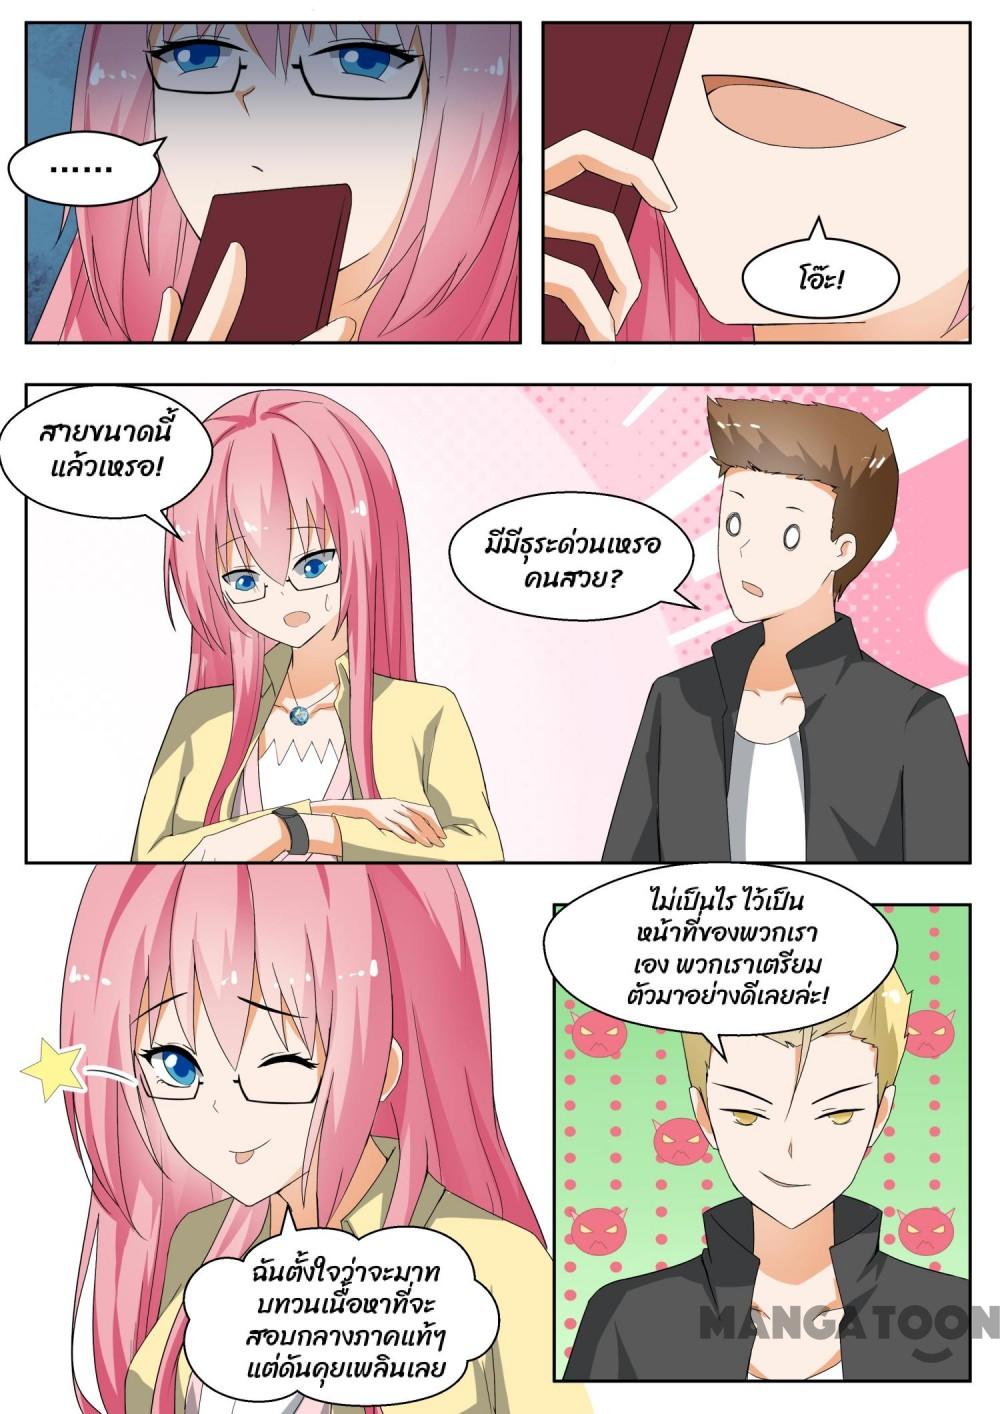 ......
โอ๊ะ!
สายขนาดนี้
แล้วเหรอ!
มีมีธุระด่วนเหรอ
คนสวย?
ไม่เป็นไร ไว้เป็น
หน้าที่ของพวกเรา
เอง พวกเราเตรียม
ตัวมาอย่างดีเลยล่ะ!
ฉันตั้งใจว่าจะมาท
บทวนเนื้อหาที่จะ
สอบกลางภาคแท้ๆ
แต่ดันคุยเพลินเลย
MANGATOON